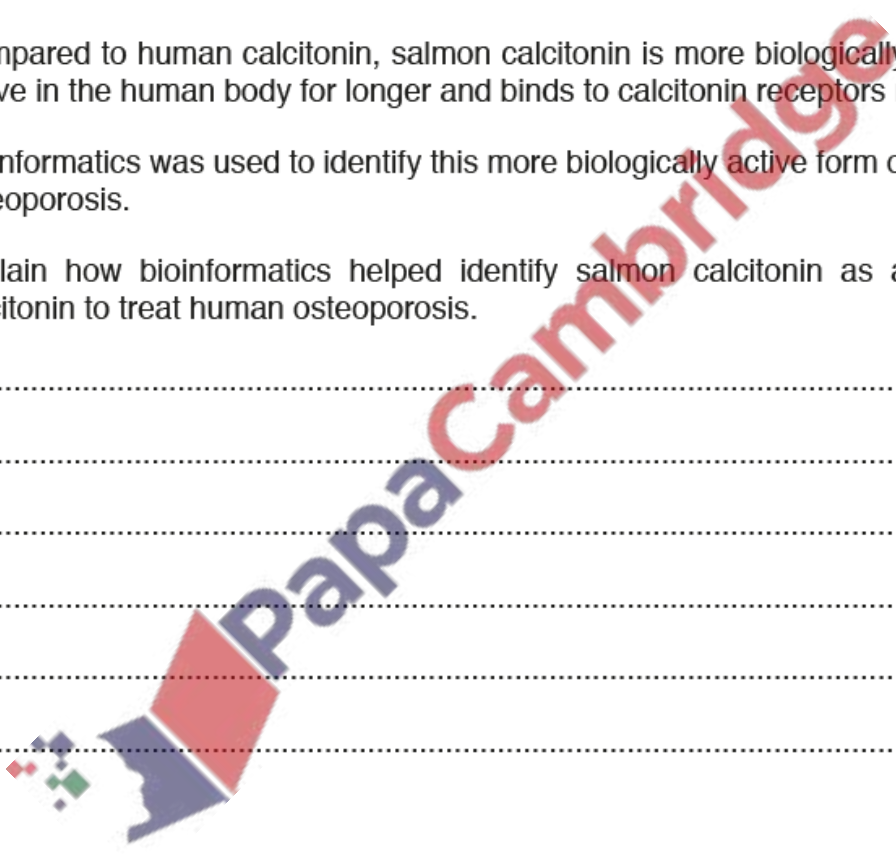 mpared to human calcitonin, salmon calcitonin is more biologically
ve in the human body for longer and binds to calcitonin receptors
nformatics was used to identify this more biologically active form
eoporosis.
lain how bioinformatics helped identify salmon calcitonin as a
citonin to treat human osteoporosis.
PapaCambridge